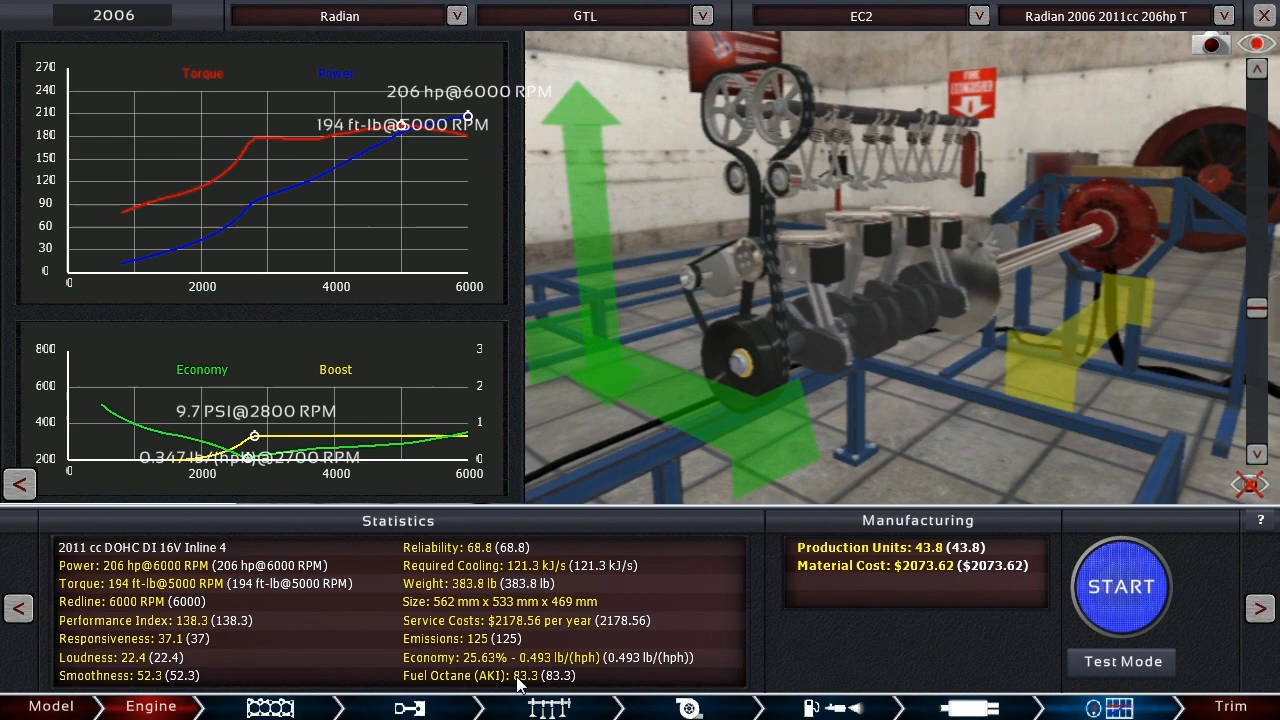 2006
Radian V GTL V EC2 V Radian 2006 2011cc 206hp T V X
270
240
210
180
150
120
90
60
30
0
Torque Power
206 hp@6000 RPM
194 ft-lb@5000 RPM
0 2000 4000 6000
800
600
400
200
3
2
1
0
Economy Boost
9.7 PSI@2800 RPM
0.347 lb/(hph)@2700 RPM
0 2000 4000 6000
FIRE
EXTINGUISHER
<
Statistics
2011 cc DOHC DI 16V Inline 4
Power: 206 hp@6000 RPM (206 hp@6000 RPM)
Torque: 194 ft-lb@5000 RPM (194 ft-lb@5000 RPM)
Redline: 6000 RPM (6000)
Performance Index: 138.3 (138.3)
Responsiveness: 37.1 (37)
Loudness: 22.4 (22.4)
Smoothness: 52.3 (52.3)
Reliability: 68.8 (68.8)
Required Cooling: 121.3 kJ/s (121.3 kJ/s)
Weight: 383.8 lb (383.8 lb)
Size: 562 mm x 533 mm x 469 mm
Service Costs: $2178.56 per year (2178.56)
Emissions: 125 (125)
Economy: 25.63% - 0.493 lb/(hph) (0.493 lb/(hph))
Fuel Octane (AKI): 83.3 (83.3)
Manufacturing
Production Units: 43.8 (43.8)
Material Cost: $2073.62 ($2073.62)
?
START
Test Mode
< >
Model Engine Trim